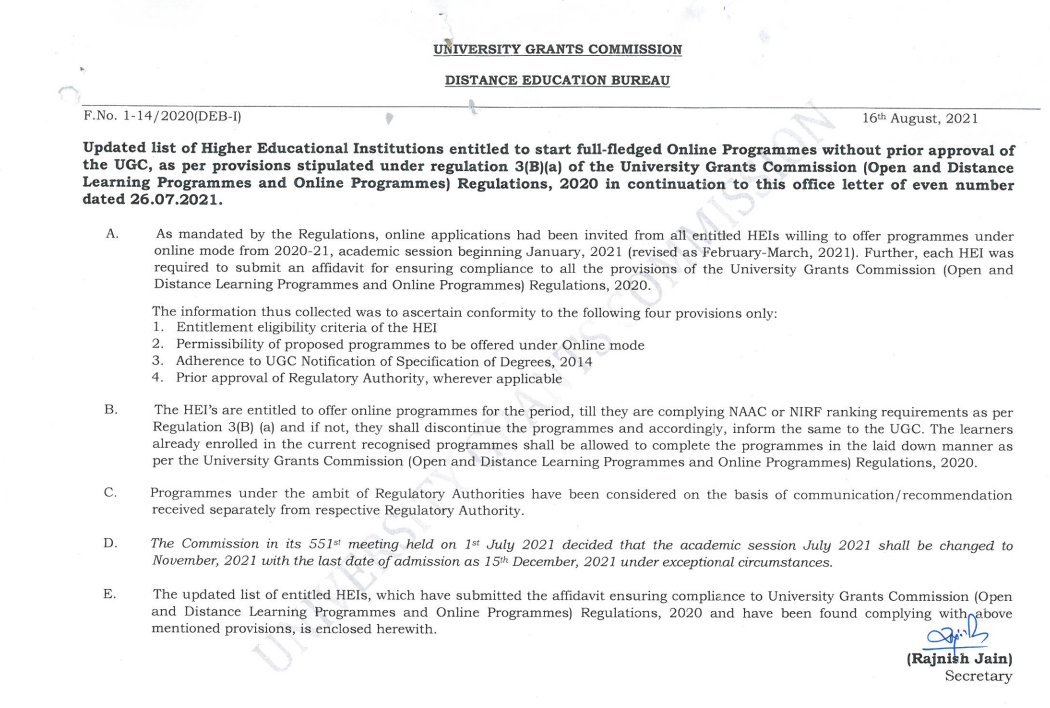 UNIVERSITY GRANTS COMMISSION
DISTANCE EDUCATION BUREAU
F.No. 1-14/2020(DEB-I) 16th August, 2021
Updated list of Higher Educational Institutions entitled to start full-fledged Online Programmes without prior approval of
the UGC, as per provisions stipulated under regulation 3(B)(a) of the University Grants Commission (Open and Distance
Learning Programmes and Online Programmes) Regulations, 2020 in continuation to this office letter of even number
dated 26.07.2021.
A. As mandated by the Regulations, online applications had been invited from all entitled HEIs willing to offer programmes under
online mode from 2020-21, academic session beginning January, 2021 (revised as February-March, 2021). Further, each HEI was
required to submit an affidavit for ensuring compliance to all the provisions of the University Grants Commission (Open and
Distance Learning Programmes and Online Programmes) Regulations, 2020.
The information thus collected was to ascertain conformity to the following four provisions only:
1. Entitlement eligibility criteria of the HEI
2. Permissibility of proposed programmes to be offered under Online mode
3. Adherence to UGC Notification of Specification of Degrees, 2014
4. Prior approval of Regulatory Authority, wherever applicable
B. The HEI's are entitled to offer online programmes for the period, till they are complying NAAC or NIRF ranking requirements as per
Regulation 3(B) (a) and if not, they shall discontinue the programmes and accordingly, inform the same to the UGC. The learners
already enrolled in the current recognised programmes shall be allowed to complete the programmes in the laid down manner as
per the University Grants Commission (Open and Distance Learning Programmes and Online Programmes) Regulations, 2020.
C. Programmes under the ambit of Regulatory Authorities have been considered on the basis of communication/recommendation
received separately from respective Regulatory Authority.
D. The Commission in its 551st meeting held on 1st July 2021 decided that the academic session July 2021 shall be changed to
November, 2021 with the last date of admission as 15th December, 2021 under exceptional circumstances.
E. The updated list of entitled HEIs, which have submitted the affidavit ensuring compliance to University Grants Commission (Open
and Distance Learning Programmes and Online Programmes) Regulations, 2020 and have been found complying with above
mentioned provisions, is enclosed herewith.
(Rajnish Jain)
Secretary
UNIVERSITY GRANTS COMMISSION